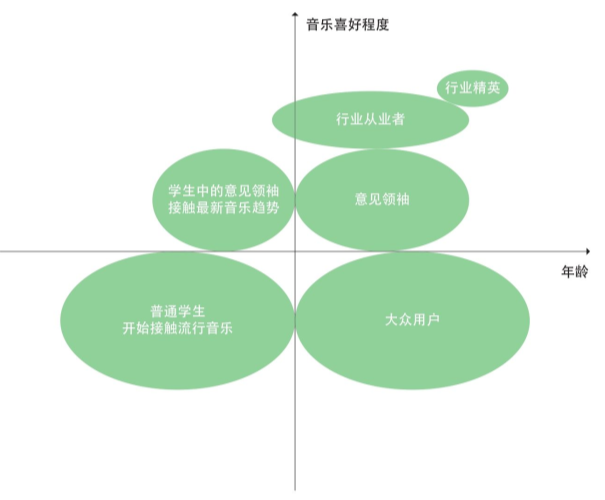 音乐喜好程度
行业精英
行业从业者
学生中的意见领袖
接触最新音乐趋势
意见领袖
年龄
普通学生
开始接触流行音乐
大众用户